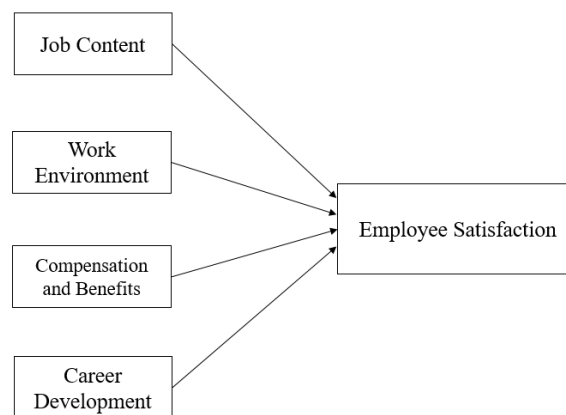 Job Content
Work
Environment
Employee Satisfaction
Compensation
and Benefits
Career
Development